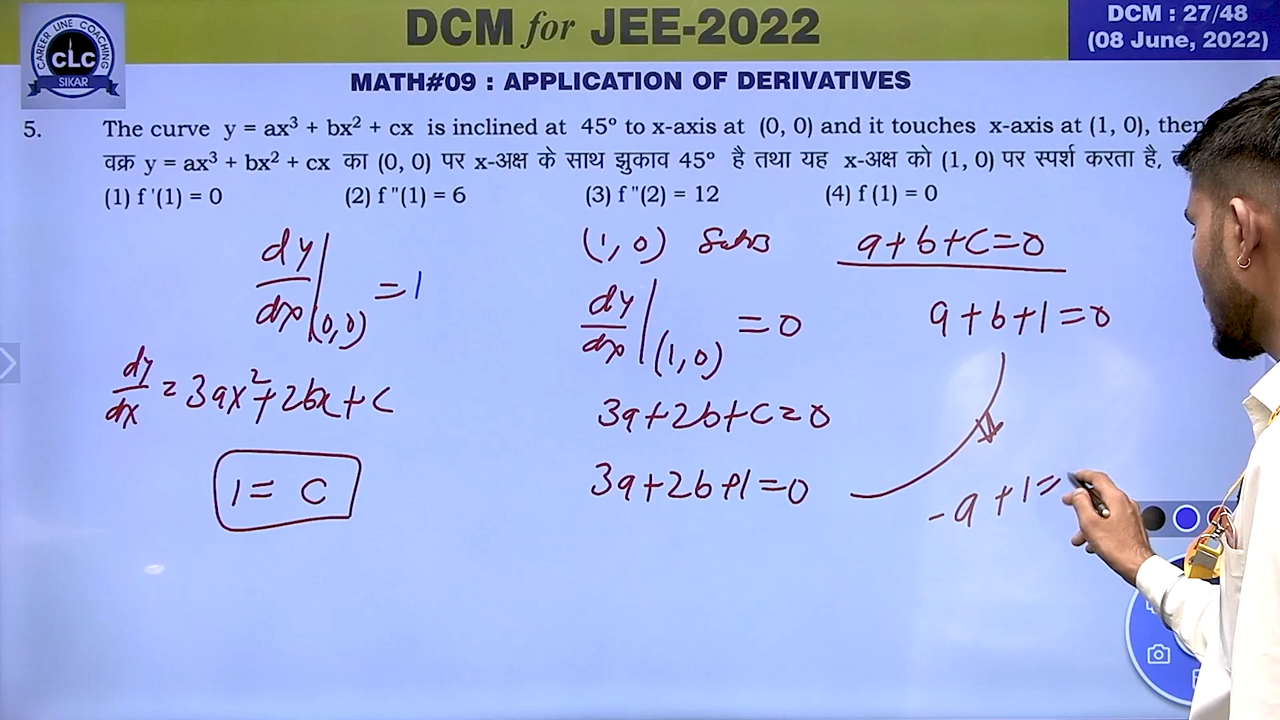 DCM for JEE-2022
DCM : 27/48
(08 June, 2022)
CAREER LINE COACHING
CLC
SIKAR
MATH#09 : APPLICATION OF DERIVATIVES
5. The curve y = ax³ + bx² + cx is inclined at 45º to x-axis at (0, 0) and it touches x-axis at (1, 0), then
वक्र y = ax³ + bx² + cx का (0, 0) पर x-अक्ष के साथ झुकाव 45º है तथा यह x-अक्ष को (1, 0) पर स्पर्श करता है,
(1) f '(1) = 0 (2) f "(1) = 6 (3) f "(2) = 12 (4) f (1) = 0
dy/dx|(0,0) = 1
dy/dx = 3ax²+2bx+c
1 = c
(1, 0)
dy/dx|(1,0) = 0
3a+2b+c=0
3a+2b+1=0
a+b+c=0
a+b+1=0
-a+1=